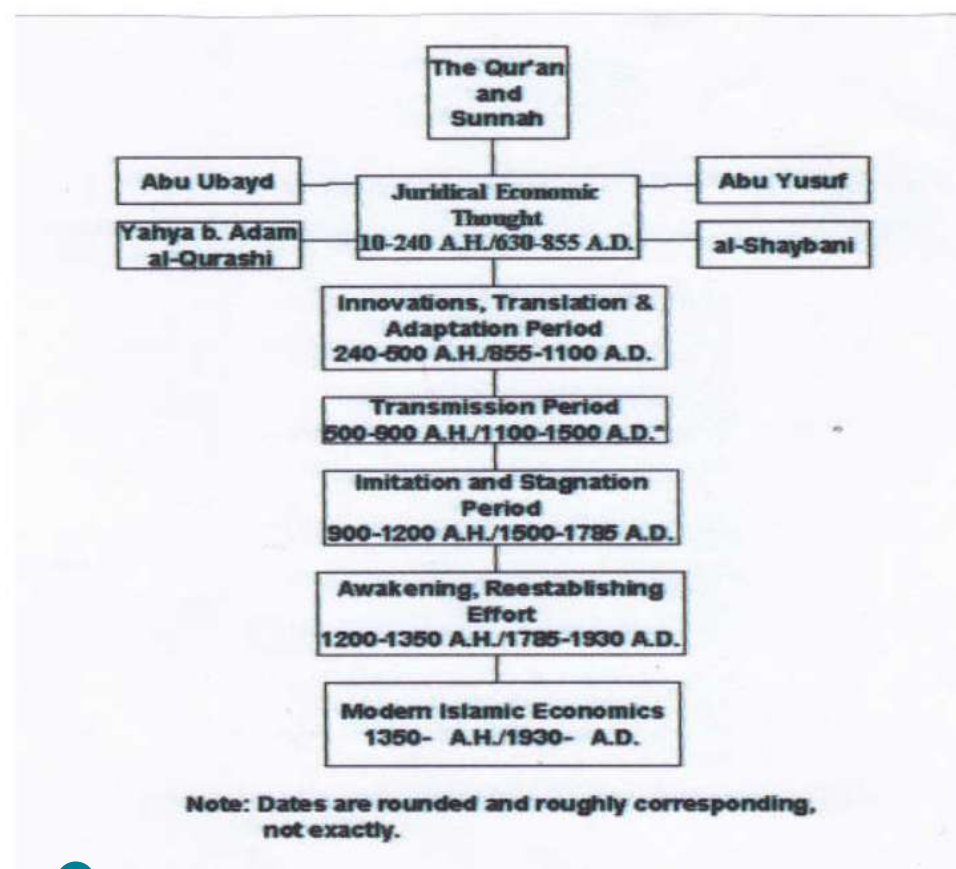 The Qur'an
and
Sunnah
Abu Ubayd
Abu Yusuf
Juridical Economic
Thought
10-240 A.H./630-855 A.D.
Yahya b. Adam
al-Qurashi
al-Shaybani
Innovations, Translation &
Adaptation Period
240-500 A.H./855-1100 A.D.
Transmission Period
500-900 A.H./1100-1500 A.D.*
Imitation and Stagnation
Period
900-1200 A.H./1500-1785 A.D.
Awakening, Reestablishing
Effort
1200-1350 A.H./1785-1930 A.D.
Modern Islamic Economics
1350- A.H./1930- A.D.
Note: Dates are rounded and roughly corresponding,
not exactly.